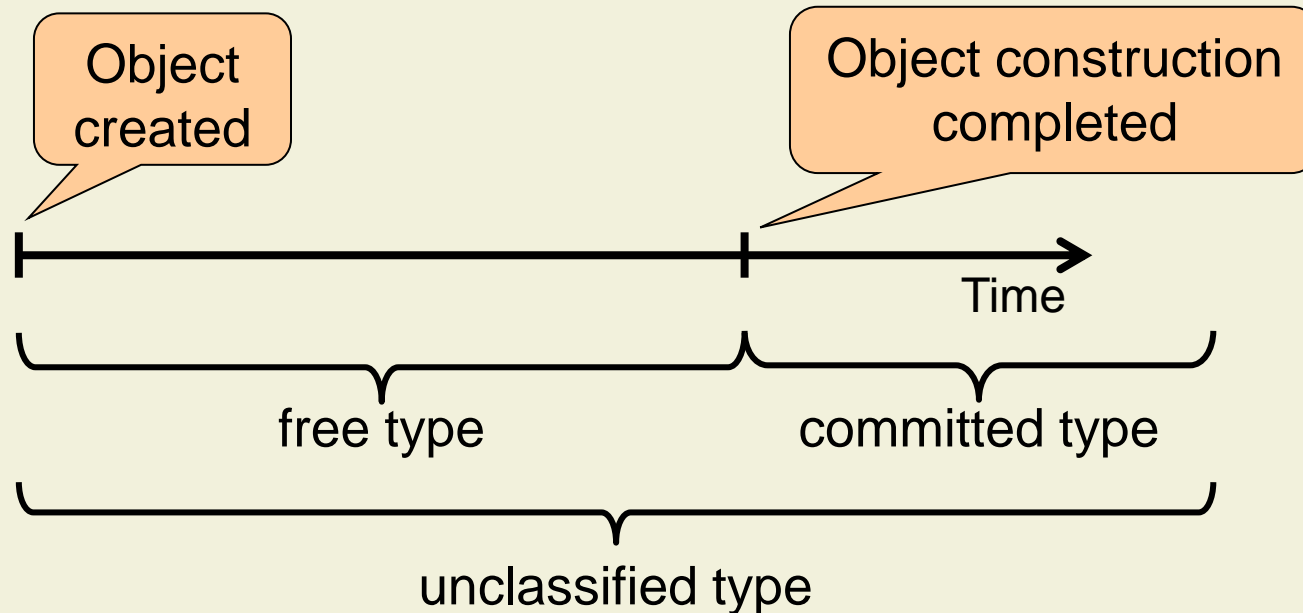 Object
created
Object construction
completed
Time
free type
committed type
unclassified type